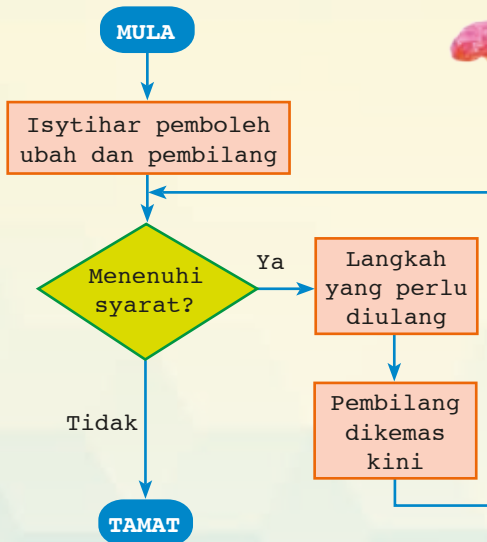 MULA
Isytihar pemboleh
ubah dan pembilang
Menenuhi
syarat?
Ya
Langkah
yang perlu
diulang
Pembilang
dikemas
kini
Tidak
TAMAT